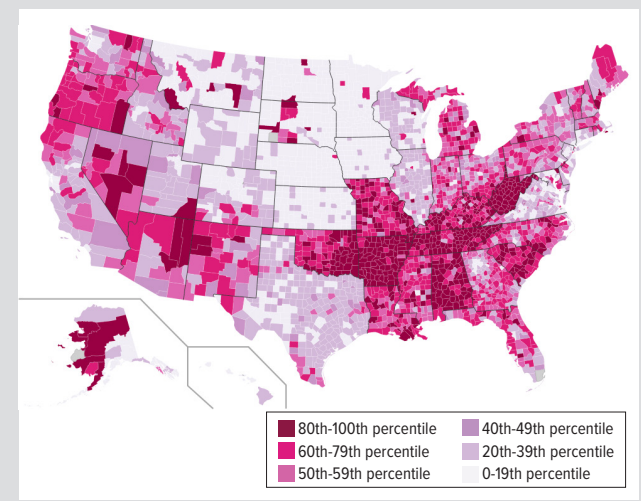 80th-100th percentile
60th-79th percentile
50th-59th percentile
40th-49th percentile
20th-39th percentile
0-19th percentile